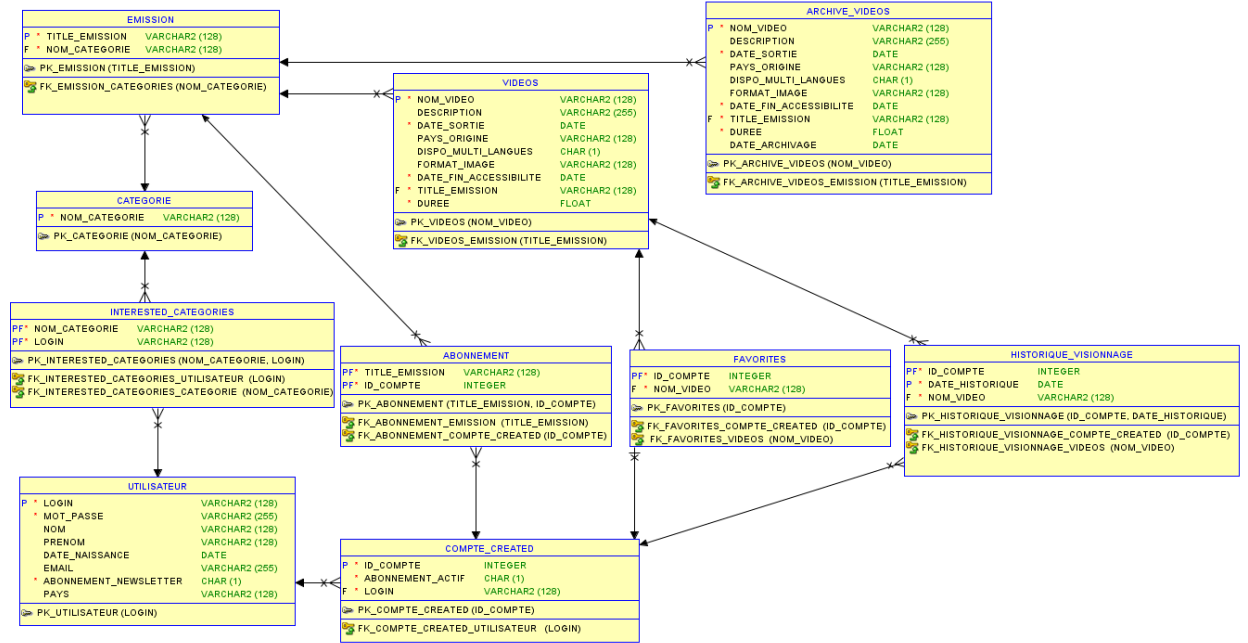 EMISSION
P * TITLE_EMISSION VARCHAR2 (128)
F * NOM_CATEGORIE VARCHAR2 (128)
PK_EMISSION (TITLE_EMISSION)
FK_EMISSION_CATEGORIES (NOM_CATEGORIE)
ARCHIVE_VIDEOS
P * NOM_VIDEO VARCHAR2 (128)
DESCRIPTION VARCHAR2 (255)
* DATE_SORTIE DATE
PAYS_ORIGINE VARCHAR2 (128)
DISPO_MULTI_LANGUES CHAR (1)
FORMAT_IMAGE VARCHAR2 (128)
* DATE_FIN_ACCESSIBILITE DATE
F * TITLE_EMISSION VARCHAR2 (128)
* DUREE FLOAT
DATE_ARCHIVAGE DATE
PK_ARCHIVE_VIDEOS (NOM_VIDEO)
FK_ARCHIVE_VIDEOS_EMISSION (TITLE_EMISSION)
VIDEOS
P * NOM_VIDEO VARCHAR2 (128)
DESCRIPTION VARCHAR2 (255)
* DATE_SORTIE DATE
PAYS_ORIGINE VARCHAR2 (128)
DISPO_MULTI_LANGUES CHAR (1)
FORMAT_IMAGE VARCHAR2 (128)
* DATE_FIN_ACCESSIBILITE DATE
F * TITLE_EMISSION VARCHAR2 (128)
* DUREE FLOAT
PK_VIDEOS (NOM_VIDEO)
FK_VIDEOS_EMISSION (TITLE_EMISSION)
CATEGORIE
P * NOM_CATEGORIE VARCHAR2 (128)
PK_CATEGORIE (NOM_CATEGORIE)
INTERESTED_CATEGORIES
PF* NOM_CATEGORIE VARCHAR2 (128)
PF* LOGIN VARCHAR2 (128)
PK_INTERESTED_CATEGORIES (NOM_CATEGORIE, LOGIN)
FK_INTERESTED_CATEGORIES_UTILISATEUR (LOGIN)
FK_INTERESTED_CATEGORIES_CATEGORIE (NOM_CATEGORIE)
ABONNEMENT
PF* TITLE_EMISSION VARCHAR2 (128)
PF* ID_COMPTE INTEGER
PK_ABONNEMENT (TITLE_EMISSION, ID_COMPTE)
FK_ABONNEMENT_EMISSION (TITLE_EMISSION)
FK_ABONNEMENT_COMPTE_CREATED (ID_COMPTE)
FAVORITES
PF* ID_COMPTE INTEGER
F * NOM_VIDEO VARCHAR2 (128)
PK_FAVORITES (ID_COMPTE)
FK_FAVORITES_COMPTE_CREATED (ID_COMPTE)
FK_FAVORITES_VIDEOS (NOM_VIDEO)
HISTORIQUE_VISIONNAGE
PF* ID_COMPTE INTEGER
P * DATE_HISTORIQUE DATE
F * NOM_VIDEO VARCHAR2 (128)
PK_HISTORIQUE_VISIONNAGE (ID_COMPTE, DATE_HISTORIQUE)
FK_HISTORIQUE_VISIONNAGE_COMPTE_CREATED (ID_COMPTE)
FK_HISTORIQUE_VISIONNAGE_VIDEOS (NOM_VIDEO)
UTILISATEUR
P * LOGIN VARCHAR2 (128)
* MOT_PASSE VARCHAR2 (255)
NOM VARCHAR2 (128)
PRENOM VARCHAR2 (128)
DATE_NAISSANCE DATE
EMAIL VARCHAR2 (255)
* ABONNEMENT_NEWSLETTER CHAR (1)
PAYS VARCHAR2 (128)
PK_UTILISATEUR (LOGIN)
COMPTE_CREATED
P * ID_COMPTE INTEGER
* ABONNEMENT_ACTIF CHAR (1)
F * LOGIN VARCHAR2 (128)
PK_COMPTE_CREATED (ID_COMPTE)
FK_COMPTE_CREATED_UTILISATEUR (LOGIN)